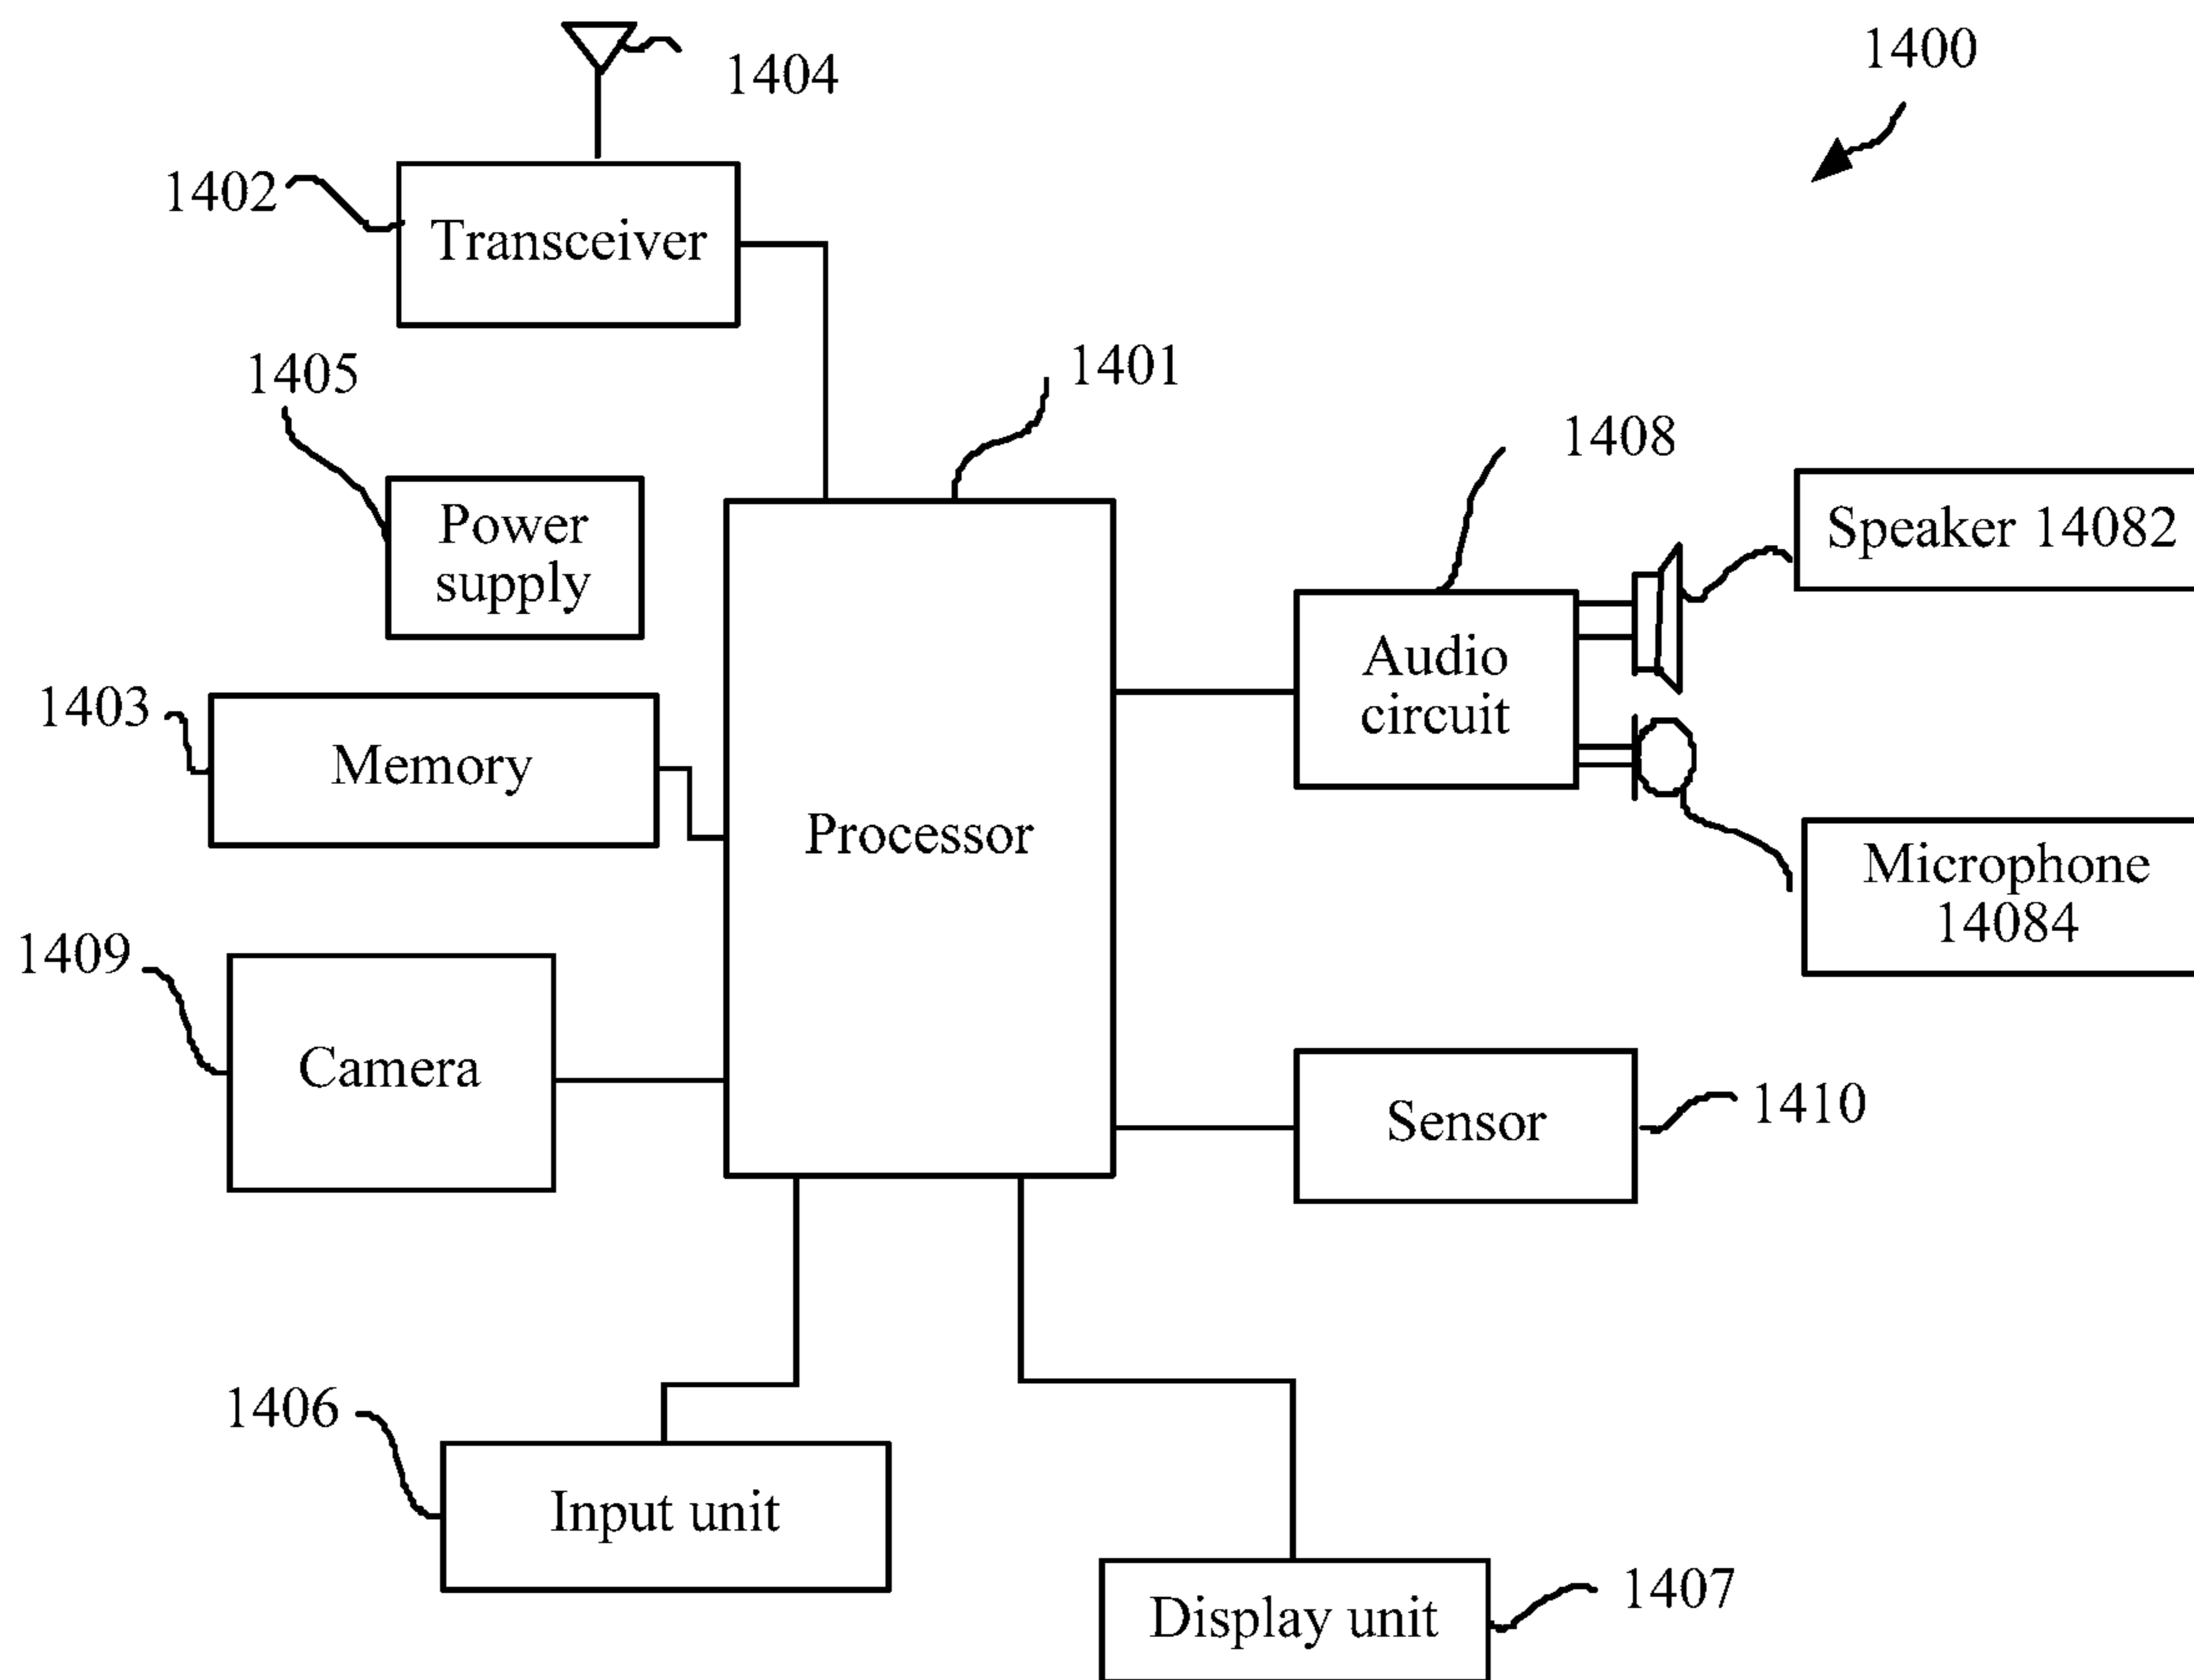 1404
1400
1402
Transceiver
1405
1401
1408
Power
supply
Speaker 14082
Audio
circuit
1403
Memory
Processor
Microphone
14084
1409
Camera
Sensor
1410
1406
Input unit
1407
Display unit